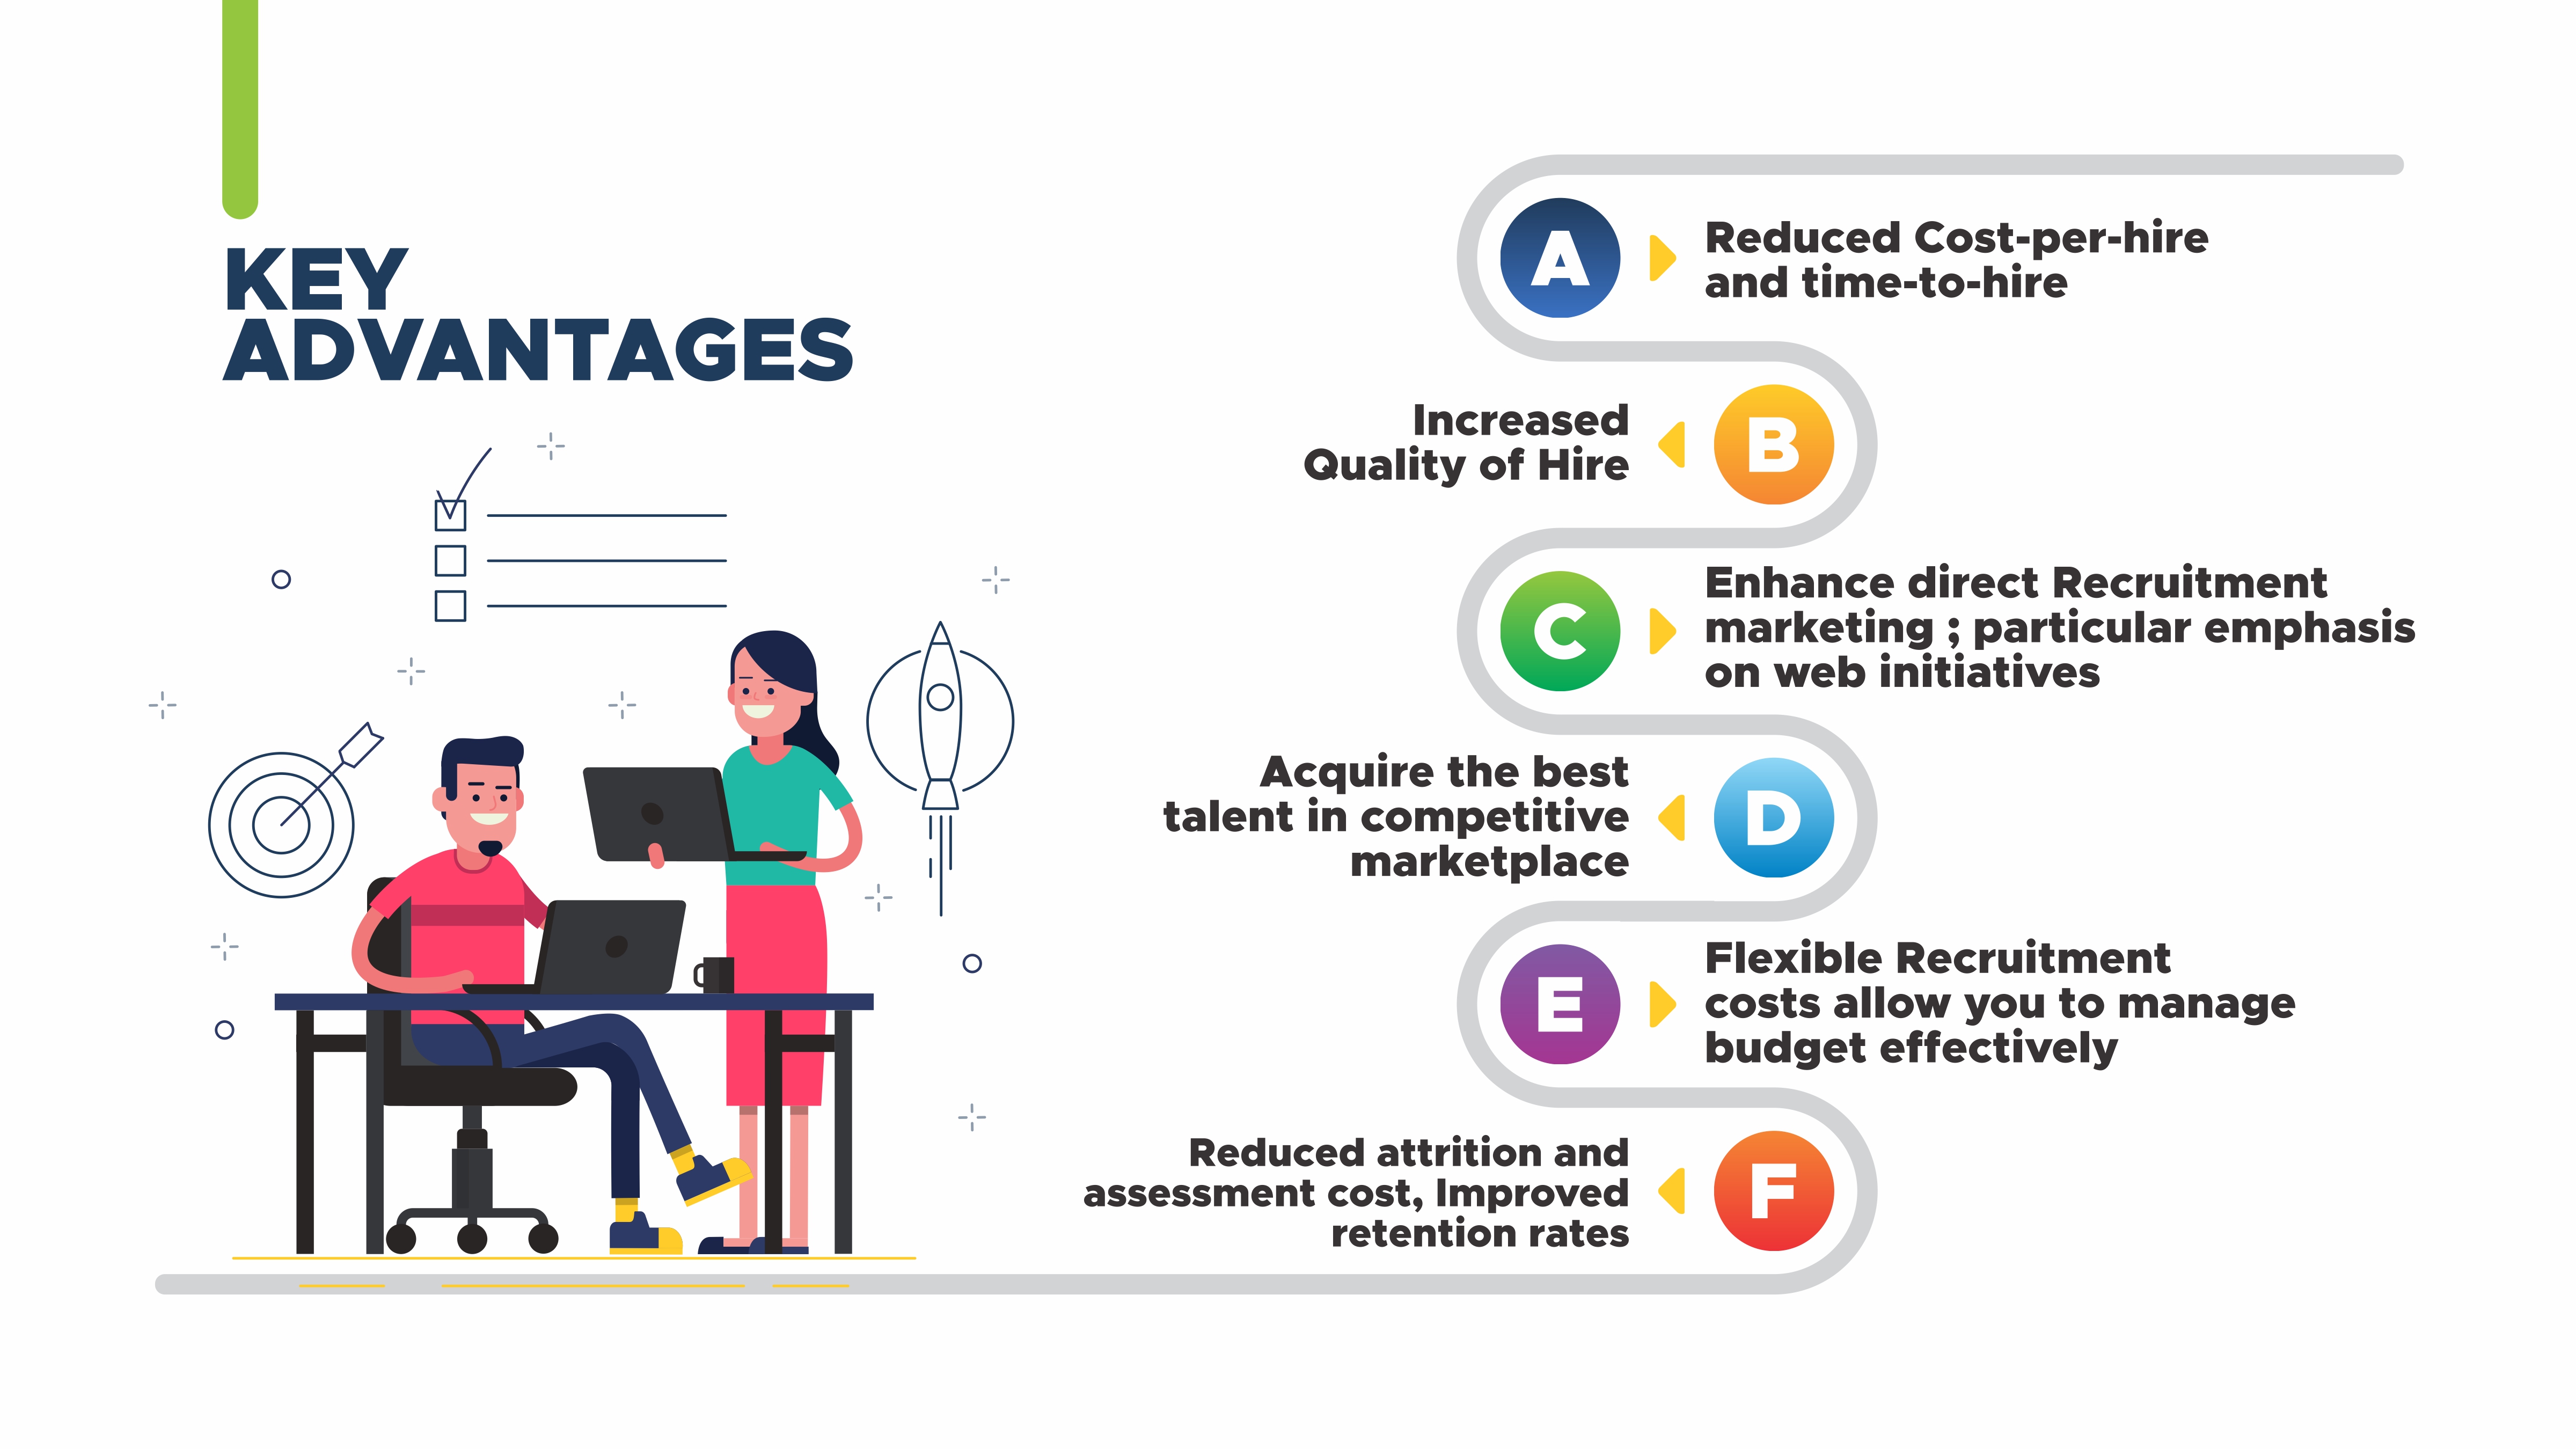 KEY
ADVANTAGES
A
Reduced Cost-per-hire
and time-to-hire
B
Increased
Quality of Hire
C
Enhance direct Recruitment
marketing ; particular emphasis
on web initiatives
D
Acquire the best
talent in competitive
marketplace
E
Flexible Recruitment
costs allow you to manage
budget effectively
F
Reduced attrition and
assessment cost, Improved
retention rates